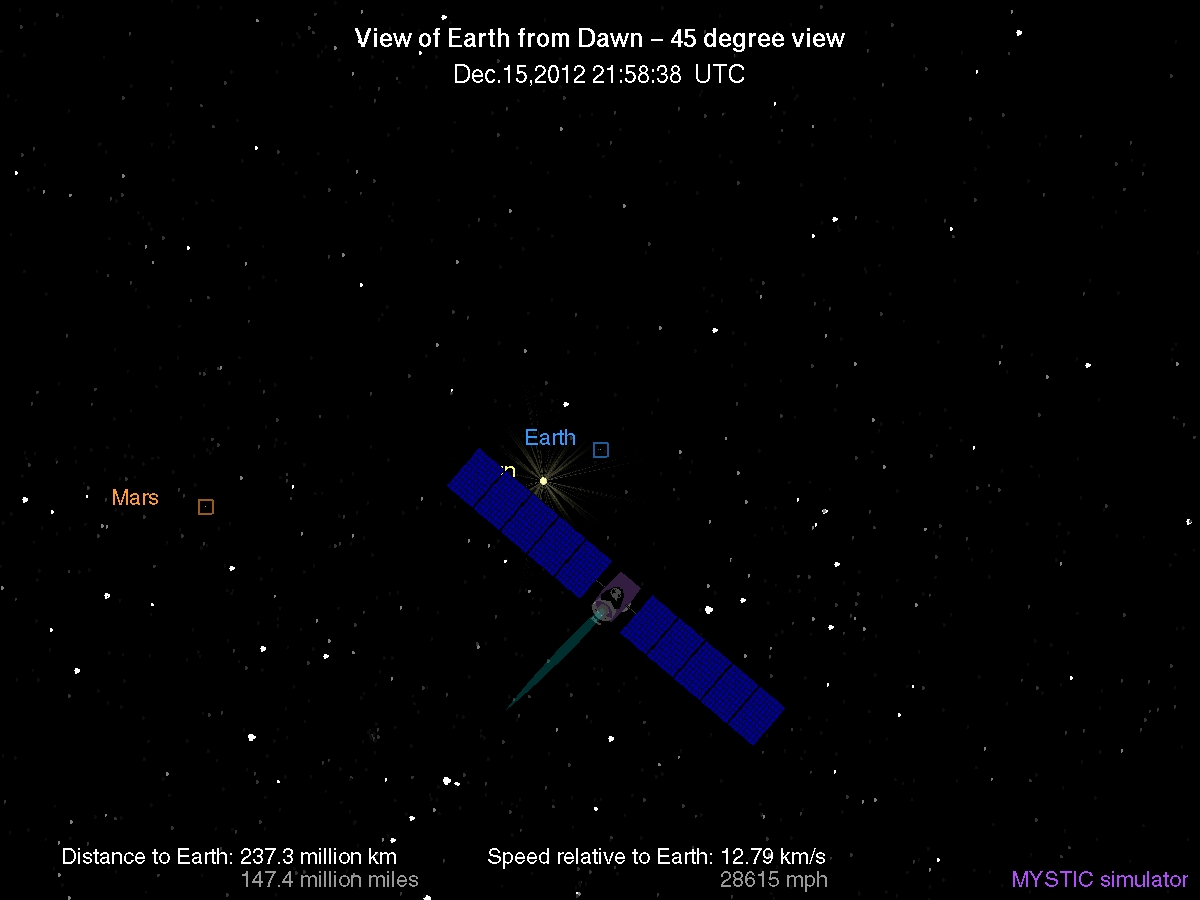 View of Earth from Dawn – 45 degree view
Dec.15,2012 21:58:38 UTC
Earth
Mars
Distance to Earth: 237.3 million km
147.4 million miles
Speed relative to Earth: 12.79 km/s
28615 mph
MYSTIC simulator